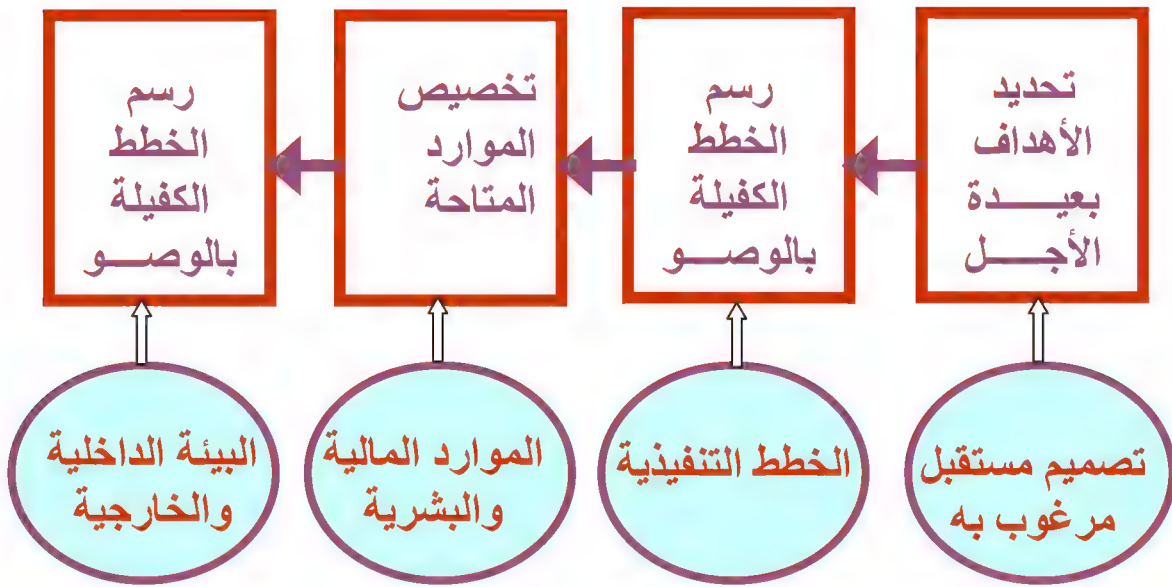 تحديد
الأهداف
بعيـــدة
الأجـــل
رسم
الخطط
الكفيلة
بالوصـــو
تخصيص
الموارد
المتاحة
رسم
الخطط
الكفيلة
بالوصـــو
تصميم مستقبل
مرغوب به
الخطط التنفيذية
الموارد المالية
والبشرية
البيئة الداخلية
والخارجية